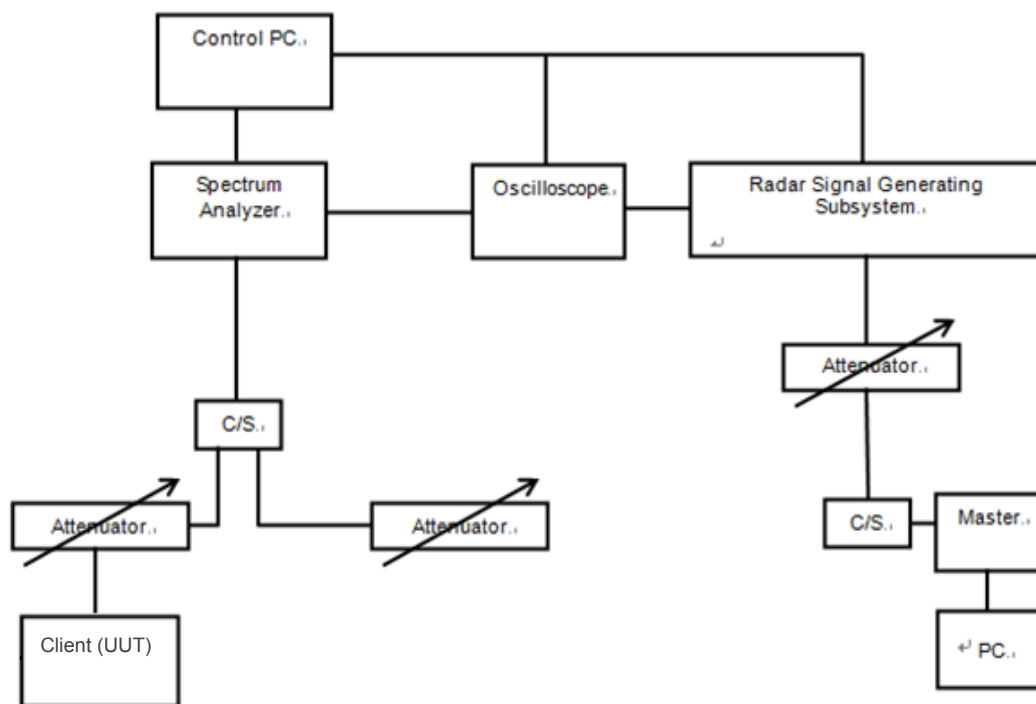 Control PC.
Spectrum
Analyzer.
Oscilloscope.
Radar Signal Generating
Subsystem.
↵
Attenuator.
C/S.
Attenuator.
Attenuator.
C/S.
Master.
Client (UUT)
↵ PC.